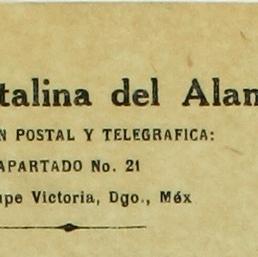 talina del Alam
N POSTAL Y TELEGRAFICA:
APARTADO No. 21
upe Victoria, Dgo., Méx